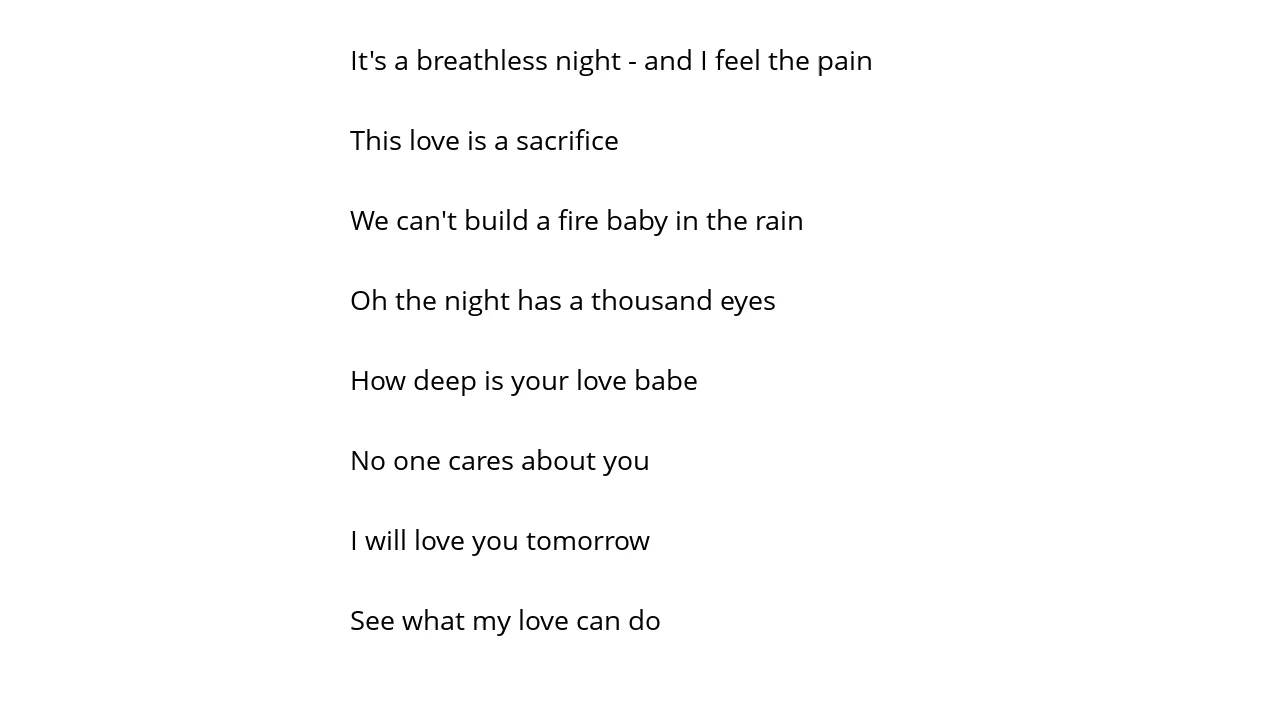 It's a breathless night - and I feel the pain
This love is a sacrifice
We can't build a fire baby in the rain
Oh the night has a thousand eyes
How deep is your love babe
No one cares about you
I will love you tomorrow
See what my love can do